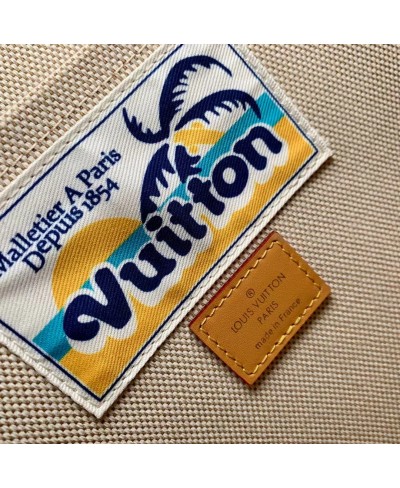 Malletier A Paris
Depuis 1854
Vuitton
®
LOUIS VUITTON
PARIS
made in France